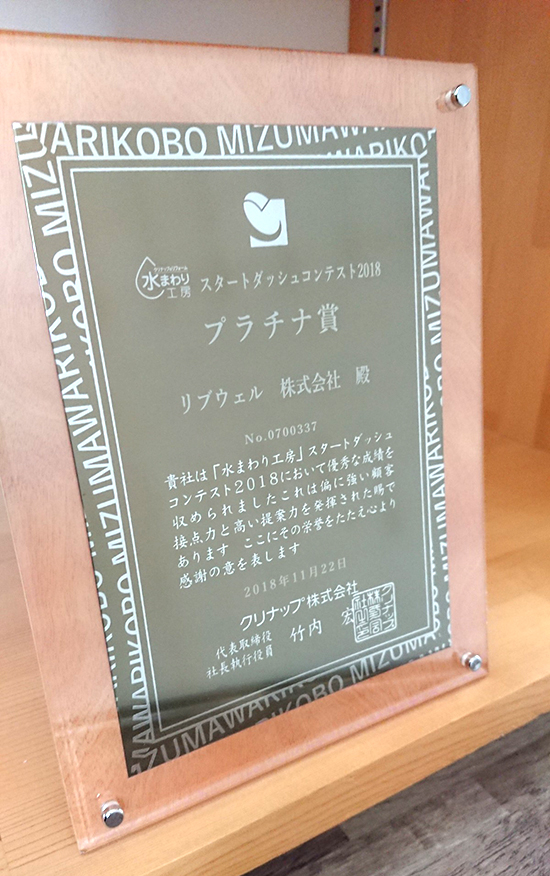 ARIKOBO MIZUMAWARIKO
クリナップリフォーム
水まわり
工房
スタートダッシュコンテスト2018
プラチナ賞
リブウェル 株式会社 殿
No.0700337
貴社は「水まわり工房」スタートダッシュ
コンテスト2018において優秀な成績を
収められましたこれは偏に強い顧客
接点力と高い提案力を発揮された賜で
あります ここにその栄誉をたたえ心より
感謝の意を表します
2018年11月22日
クリナップ株式会社
代表取締役
社長執行役員
竹内 宏
MIZUMAWARIKOBO MIZUMAWARIKOBO